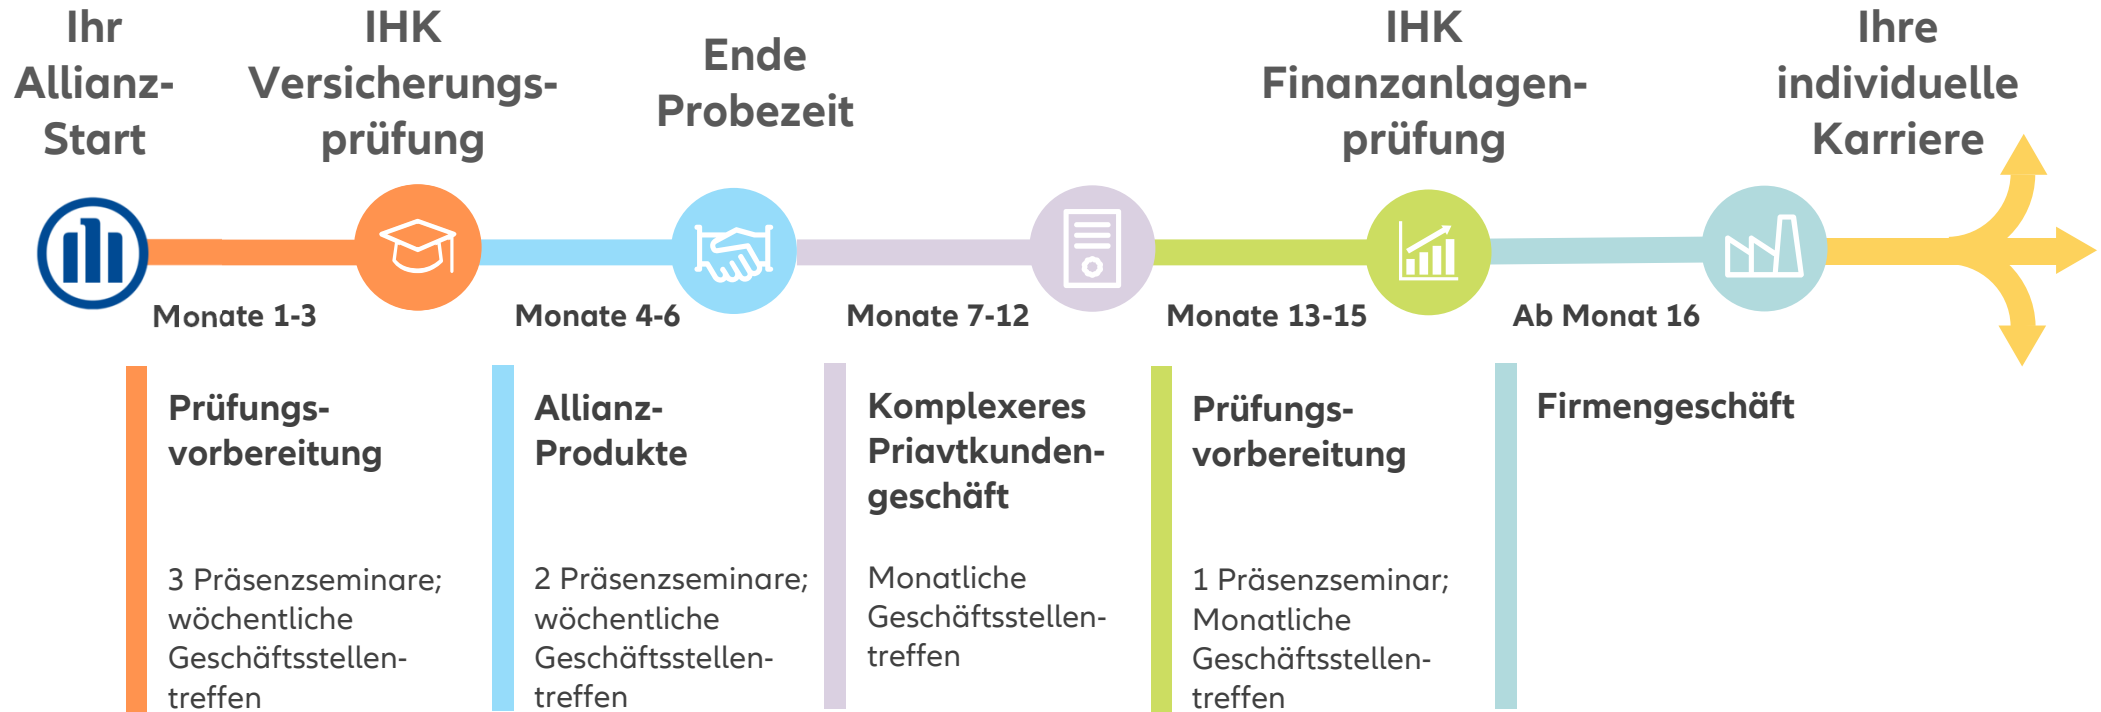 Ihr
Allianz-
Start
IHK
Versicherungs-
prüfung
Ende
Probezeit
IHK
Finanzanlagen-
prüfung
Ihre
individuelle
Karriere
Monate 1-3
Monate 4-6
Monate 7-12
Monate 13-15
Ab Monat 16
Prüfungs-
vorbereitung
3 Präsenzseminare;
wöchentliche
Geschäftsstellen-
treffen
Allianz-
Produkte
2 Präsenzseminare;
wöchentliche
Geschäftsstellen-
treffen
Komplexeres
Priavtkunden-
geschäft
Monatliche
Geschäftsstellen-
treffen
Prüfungs-
vorbereitung
1 Präsenzseminar;
Monatliche
Geschäftsstellen-
treffen
Firmengeschäft